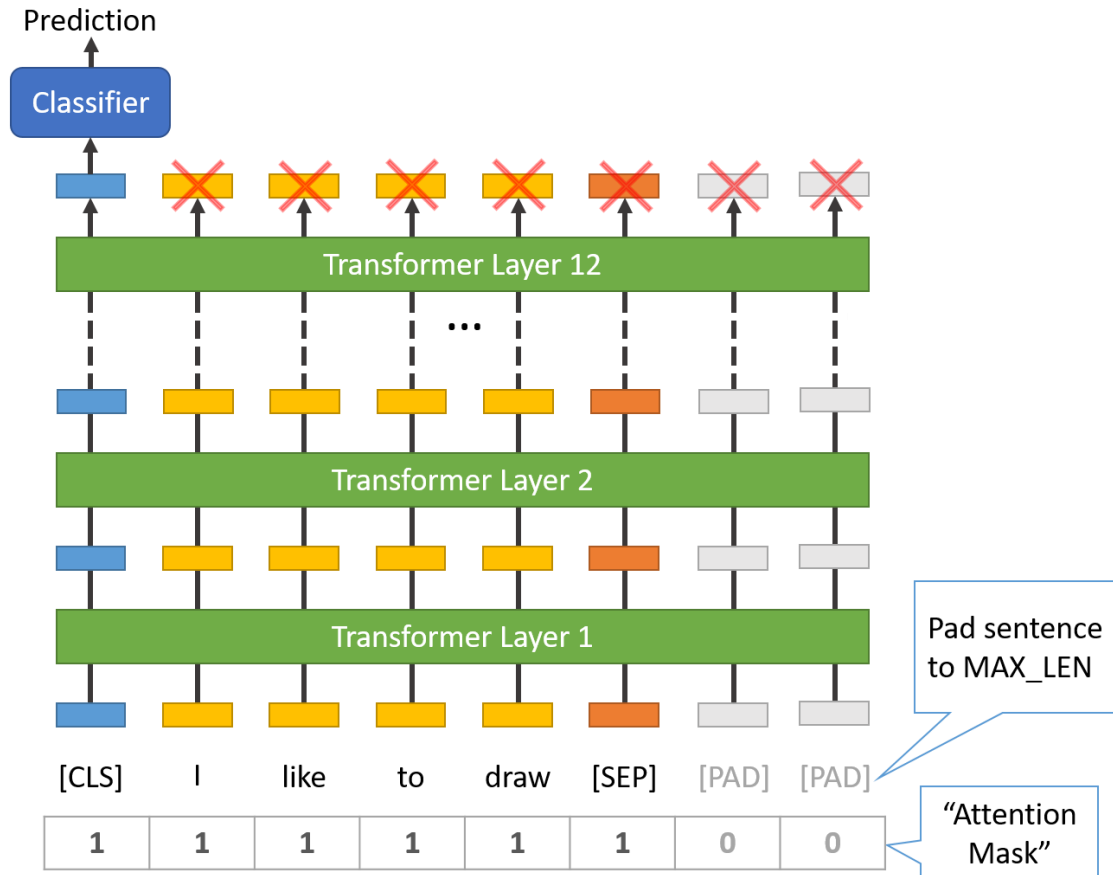 Prediction
Classifier
Transformer Layer 12
...
Transformer Layer 2
Transformer Layer 1
Pad sentence
to MAX_LEN
[CLS] I like to draw [SEP] [PAD] [PAD]
1 1 1 1 1 1 0 0
“Attention
Mask”